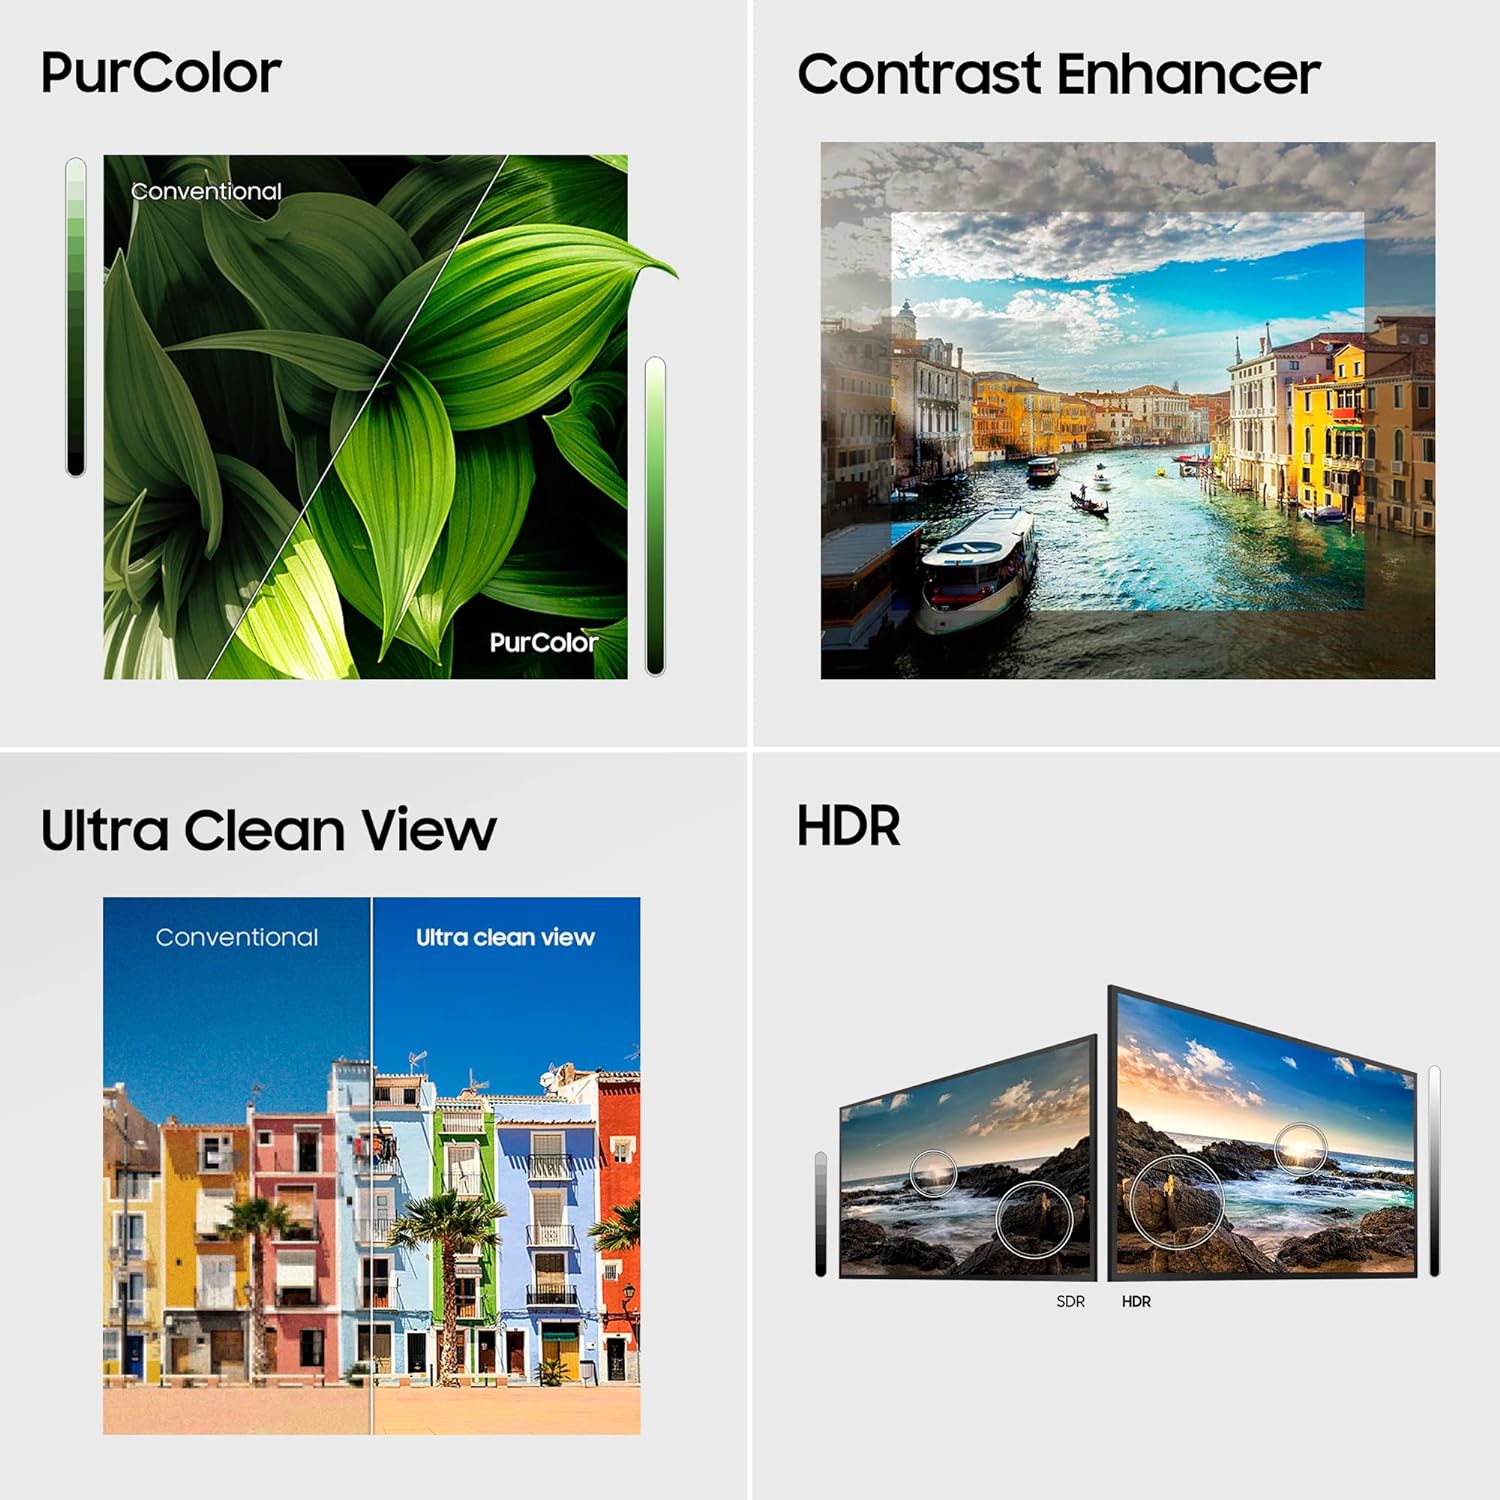 PurColor
Conventional
PurColor
Contrast Enhancer
Ultra Clean View
Conventional
Ultra clean view
HDR
SDR
HDR